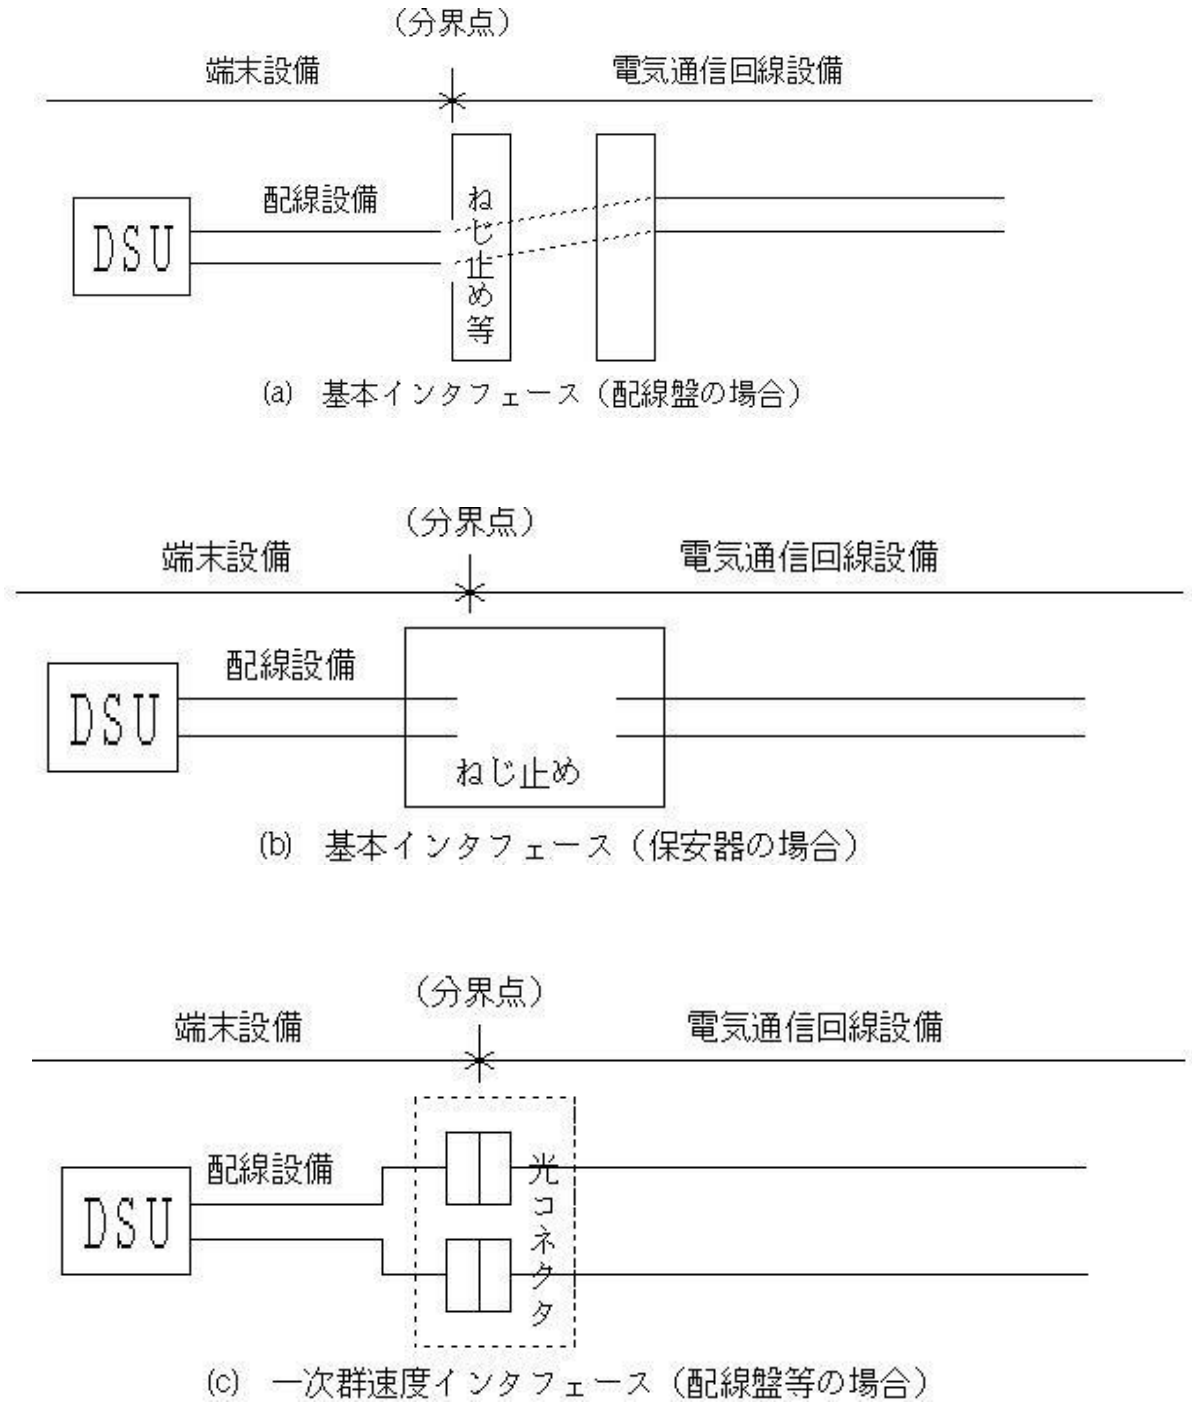 （分界点）
端末設備
電気通信回線設備
配線設備
DSU
ねじ止め等
(a) 基本インタフェース（配線盤の場合）
（分界点）
端末設備
電気通信回線設備
配線設備
DSU
ねじ止め
(b) 基本インタフェース（保安器の場合）
（分界点）
端末設備
電気通信回線設備
配線設備
DSU
光コネクタ
(c) 一次群速度インタフェース（配線盤等の場合）